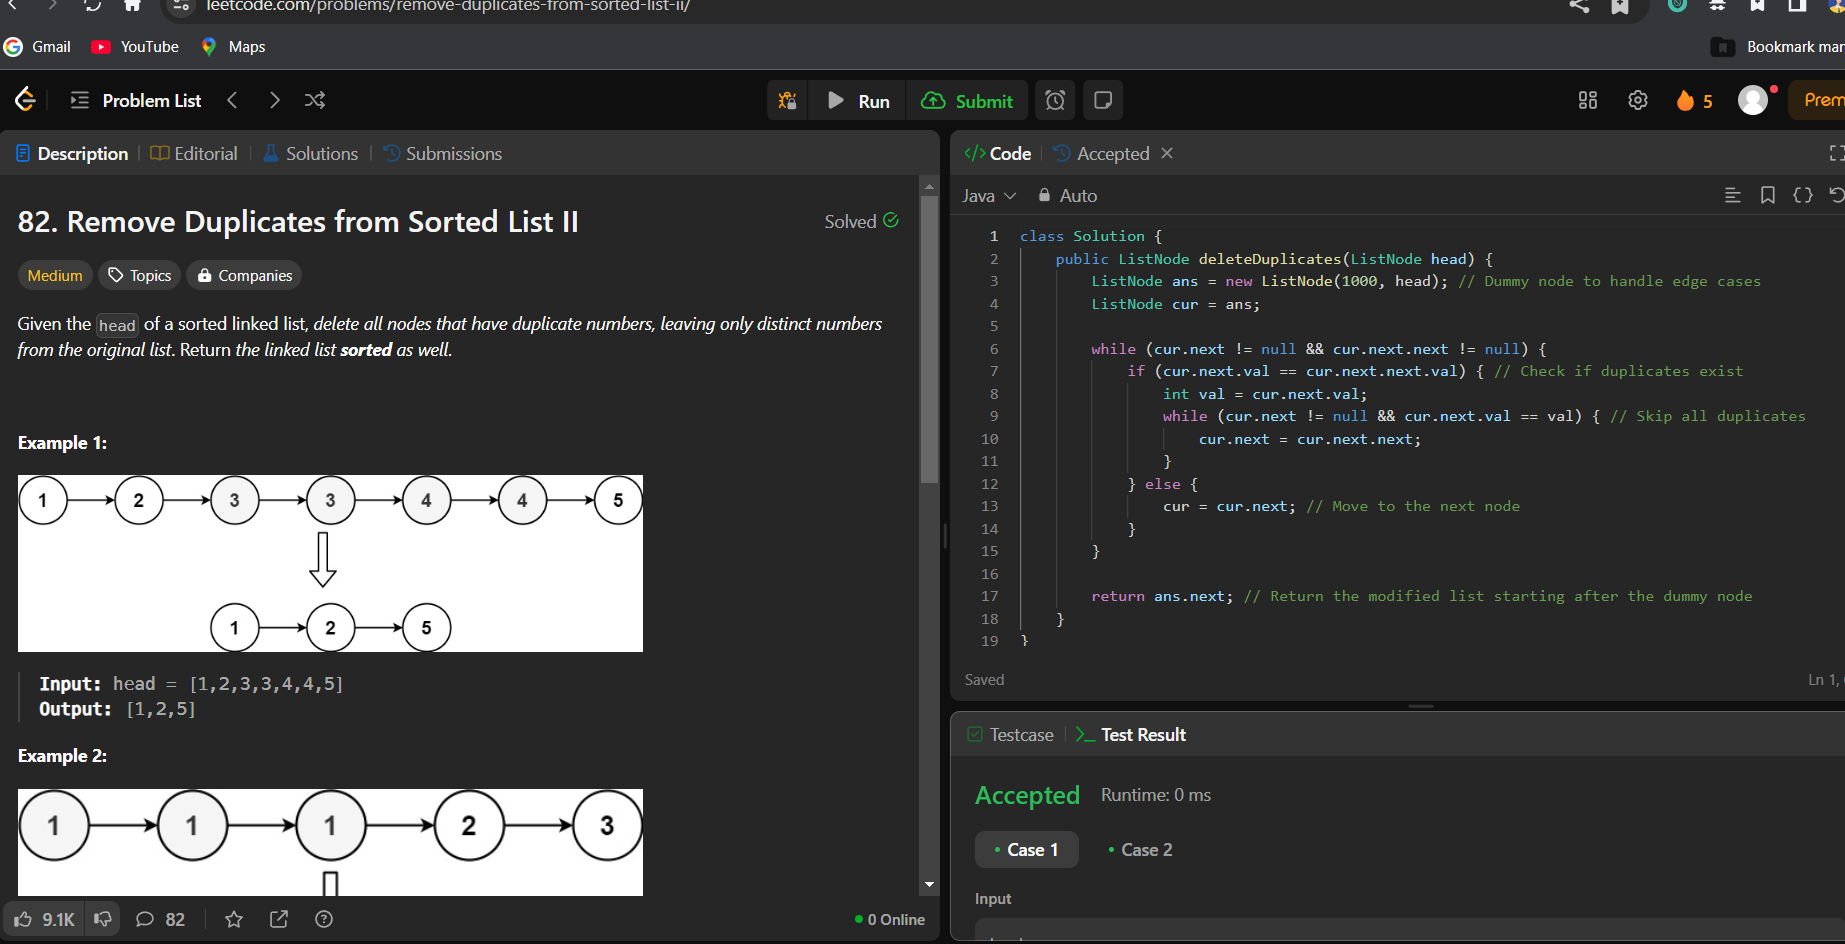 leetcode.com/problems/remove-duplicates-from-sorted-list-ii/
Gmail YouTube Maps
Bookmark
Problem List Run Submit 5
Description Editorial Solutions Submissions
82. Remove Duplicates from Sorted List II
Solved
Medium Topics Companies
Given the head of a sorted linked list, delete all nodes that have duplicate numbers, leaving only distinct numbers
from the original list. Return the linked list sorted as well.
Example 1:
1 2 3 3 4 4 5
1 2 5
Input: head = [1,2,3,3,4,4,5]
Output: [1,2,5]
Example 2:
1 1 1 2 3
9.1K 82
0 Online
Code Accepted
Java Auto
1 class Solution {
2 public ListNode deleteDuplicates(ListNode head) {
3 ListNode ans = new ListNode(1000, head); // Dummy node to handle edge cases
4 ListNode cur = ans;
5
6 while (cur.next != null && cur.next.next != null) {
7 if (cur.next.val == cur.next.next.val) { // Check if duplicates exist
8 int val = cur.next.val;
9 while (cur.next != null && cur.next.val == val) { // Skip all duplicates
10 cur.next = cur.next.next;
11 }
12 } else {
13 cur = cur.next; // Move to the next node
14 }
15 }
16
17 return ans.next; // Return the modified list starting after the dummy node
18 }
19 }
Saved
Ln 1,
Testcase Test Result
Accepted Runtime: 0 ms
Case 1 Case 2
Input